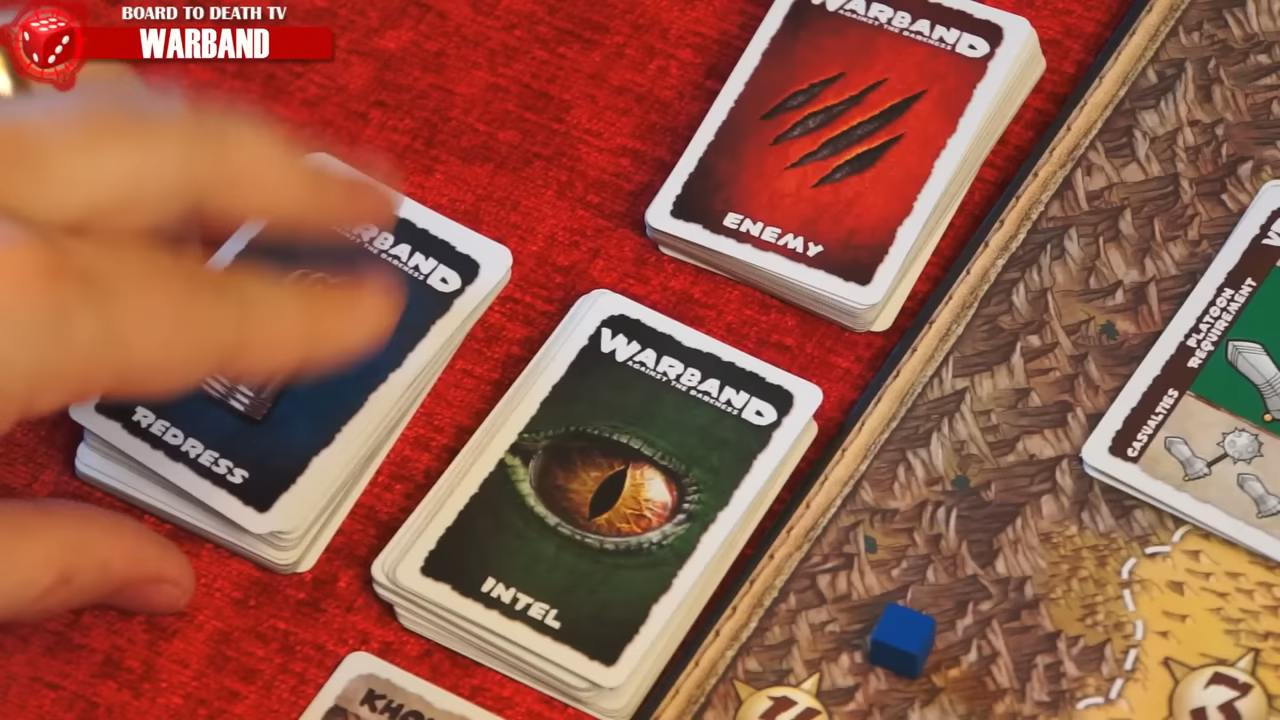 BOARD TO DEATH TV
WARBAND
WARBAND
AGAINST THE DARKNESS
ENEMY
REDRESS
WARBAND
AGAINST THE DARKNESS
INTEL
PLATOON
REQUIREMENT
CASUALTIES